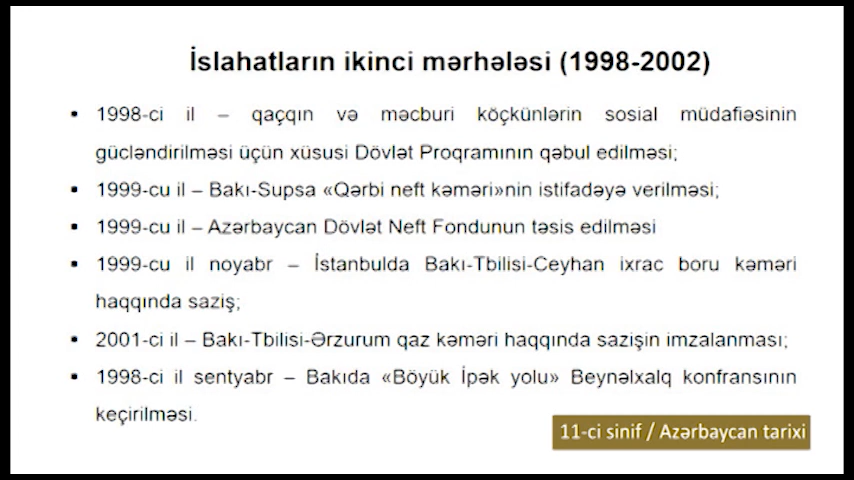 İslahatların ikinci mərhələsi (1998-2002)
▪ 1998-ci il – qaçqın və məcburi köçkünlərin sosial müdafiəsinin
gücləndirilməsi üçün xüsusi Dövlət Proqramının qəbul edilməsi;
▪ 1999-cu il – Bakı-Supsa «Qərbi neft kəməri»nin istifadəyə verilməsi;
▪ 1999-cu il – Azərbaycan Dövlət Neft Fondunun təsis edilməsi
▪ 1999-cu il noyabr – İstanbulda Bakı-Tbilisi-Ceyhan ixrac boru kəməri
haqqında saziş;
▪ 2001-ci il – Bakı-Tbilisi-Ərzurum qaz kəməri haqqında sazişin imzalanması;
▪ 1998-ci il sentyabr – Bakıda «Böyük İpək yolu» Beynəlxalq konfransının
keçirilməsi.
11-ci sinif / Azərbaycan tarixi